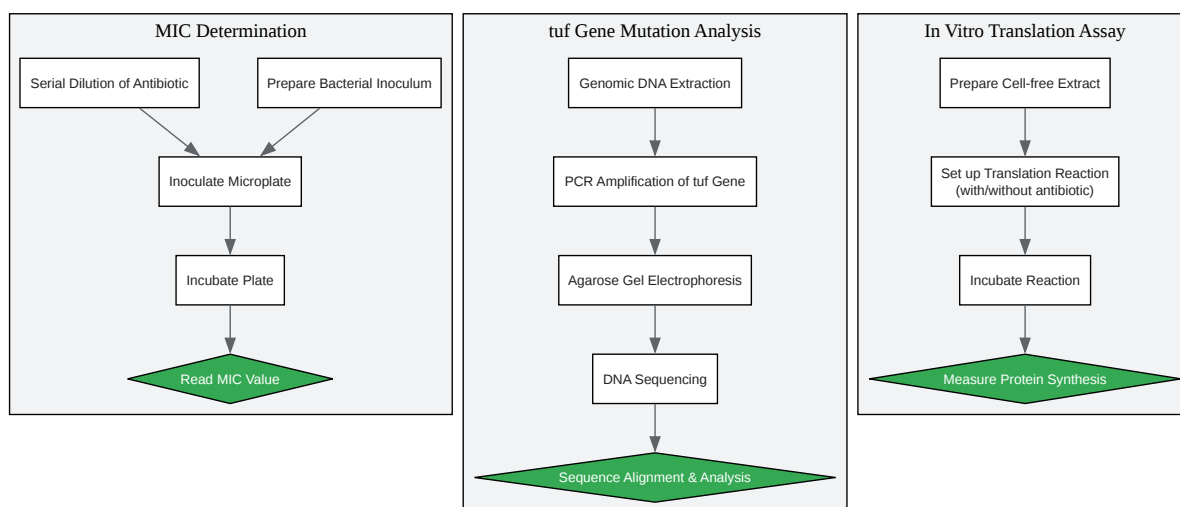 MIC Determination
Serial Dilution of Antibiotic
Prepare Bacterial Inoculum
Inoculate Microplate
Incubate Plate
Read MIC Value
tuf Gene Mutation Analysis
Genomic DNA Extraction
PCR Amplification of tuf Gene
Agarose Gel Electrophoresis
DNA Sequencing
Sequence Alignment & Analysis
In Vitro Translation Assay
Prepare Cell-free Extract
Set up Translation Reaction
(with/without antibiotic)
Incubate Reaction
Measure Protein Synthesis